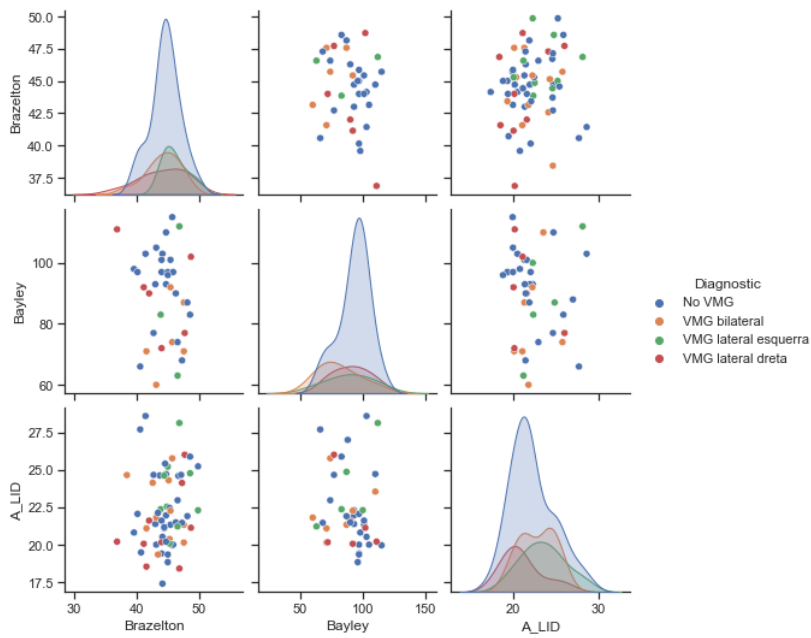 50.0
47.5
45.0
42.5
40.0
37.5
Brazelton
100
80
60
Bayley
Diagnostic
No VMG
VMG bilateral
VMG lateral esquerra
VMG lateral dreta
27.5
25.0
22.5
20.0
17.5
A_LID
30 40 50
Brazelton
50 100 150
Bayley
20 30
A_LID